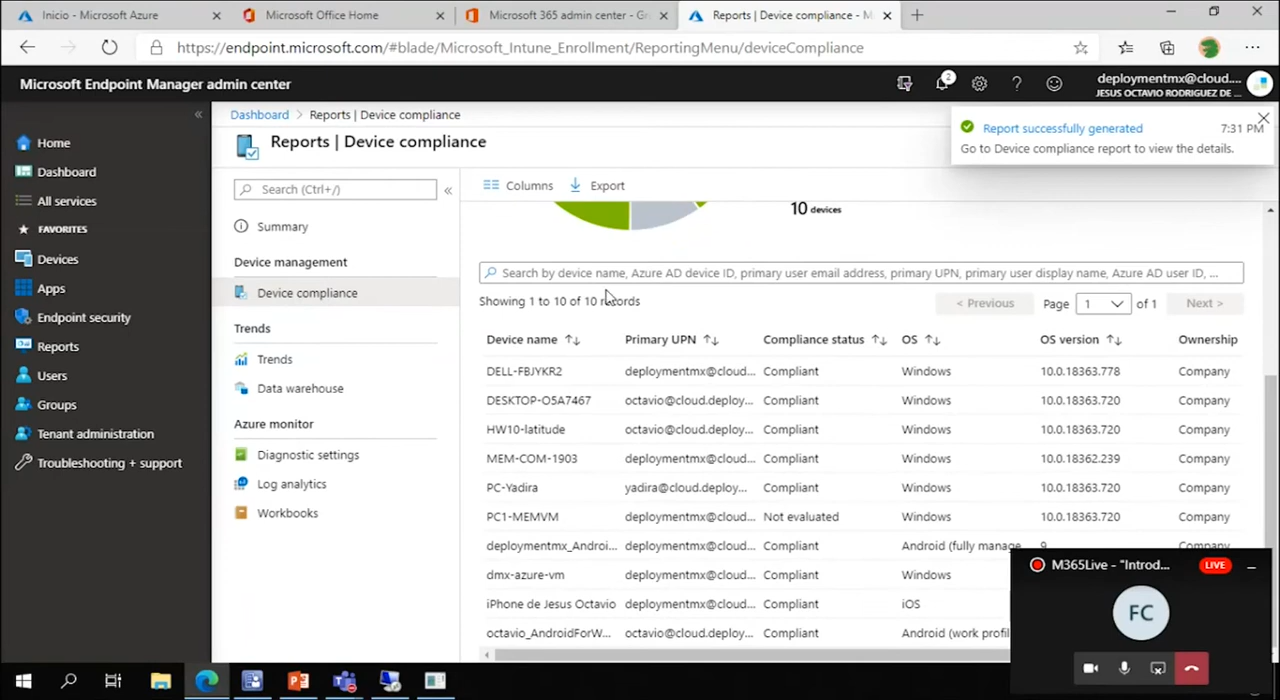 Inicio - Microsoft Azure
Microsoft Office Home
Microsoft 365 admin center - Gr
Reports | Device compliance - M
https://endpoint.microsoft.com/#blade/Microsoft_Intune_Enrollment/ReportingMenu/deviceCompliance
Microsoft Endpoint Manager admin center
2
deploymentmx@cloud....
JESUS OCTAVIO RODRIGUEZ DE ...
Home
Dashboard
All services
FAVORITES
Devices
Apps
Endpoint security
Reports
Users
Groups
Tenant administration
Troubleshooting + support
Dashboard > Reports | Device compliance
Reports | Device compliance
Report successfully generated 7:31 PM
Go to Device compliance report to view the details.
Search (Ctrl+/)
Summary
Device management
Device compliance
Trends
Trends
Data warehouse
Azure monitor
Diagnostic settings
Log analytics
Workbooks
Columns Export
10 devices
Search by device name, Azure AD device ID, primary user email address, primary UPN, primary user display name, Azure AD user ID, ...
Showing 1 to 10 of 10 records
< Previous Page 1 of 1 Next >
Device name Primary UPN Compliance status OS OS version Ownership
DELL-FBJYKR2 deploymentmx@cloud... Compliant Windows 10.0.18363.778 Company
DESKTOP-O5A7467 octavio@cloud.deploy... Compliant Windows 10.0.18363.720 Company
HW10-latitude octavio@cloud.deploy... Compliant Windows 10.0.18363.720 Company
MEM-COM-1903 deploymentmx@cloud... Compliant Windows 10.0.18362.239 Company
PC-Yadira yadira@cloud.deploy... Compliant Windows 10.0.18363.720 Company
PC1-MEMVM deploymentmx@cloud... Not evaluated Windows 10.0.18363.720 Company
deploymentmx_Androi... deploymentmx@cloud... Compliant Android (fully manage 9 Company
dmx-azure-vm deploymentmx@cloud... Compliant Windows
iPhone de Jesus Octavio deploymentmx@cloud... Compliant iOS
octavio_AndroidForW... octavio@cloud.deploy... Compliant Android (work profil
M365Live - "Introd... LIVE
FC